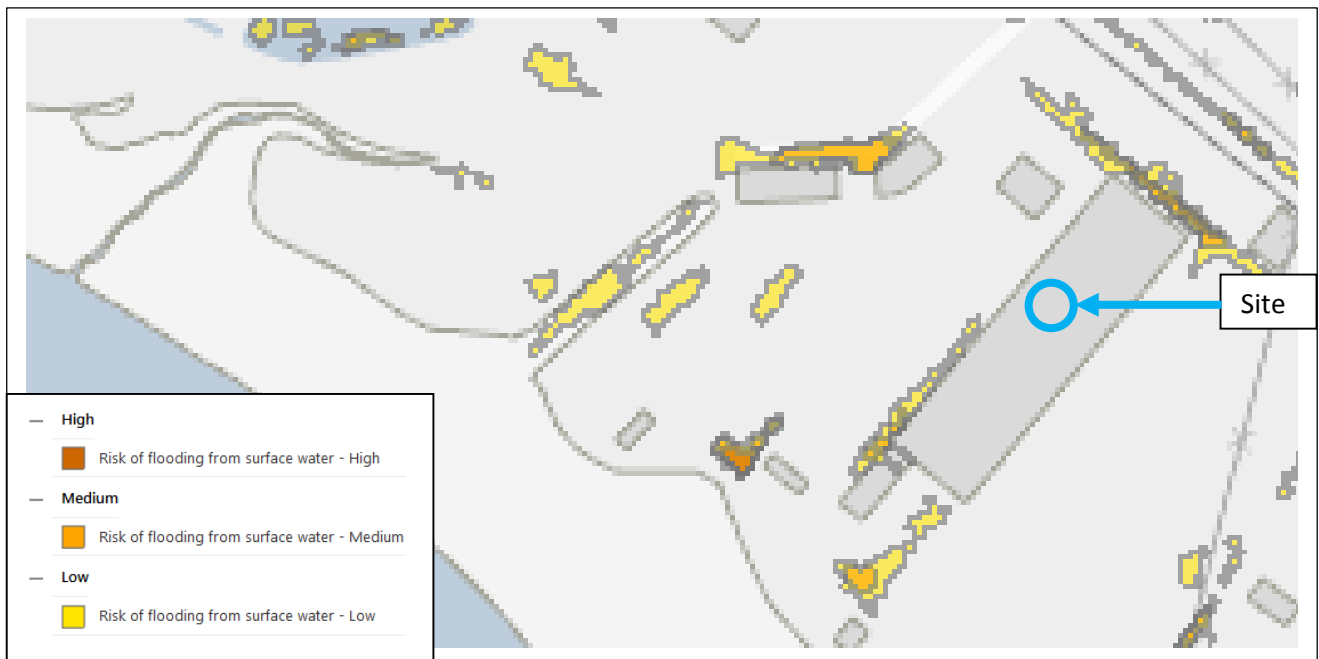 Site
High
Risk of flooding from surface water - High
Medium
Risk of flooding from surface water - Medium
Low
Risk of flooding from surface water - Low